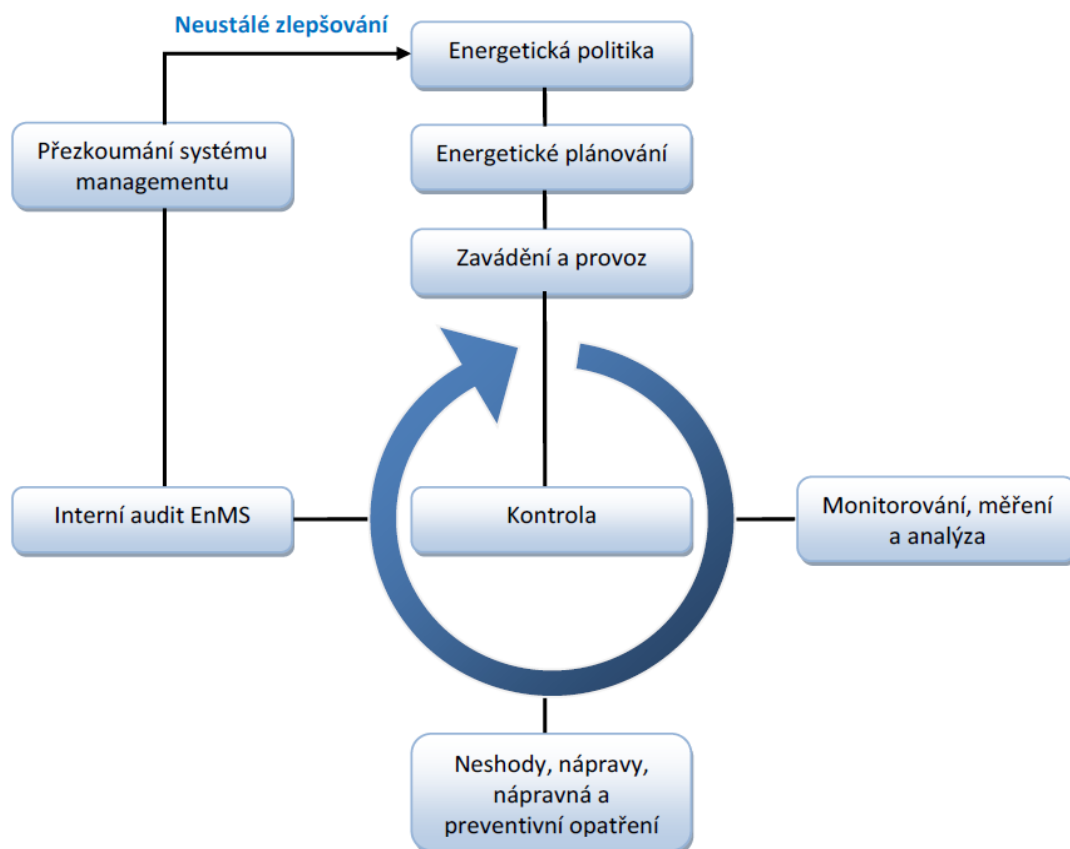 Neustálé zlepšování
Energetická politika
Přezkoumání systému
managementu
Energetické plánování
Zavádění a provoz
Interní audit EnMS
Kontrola
Monitorování, měření
a analýza
Neshody, nápravy,
nápravná a
preventivní opatření